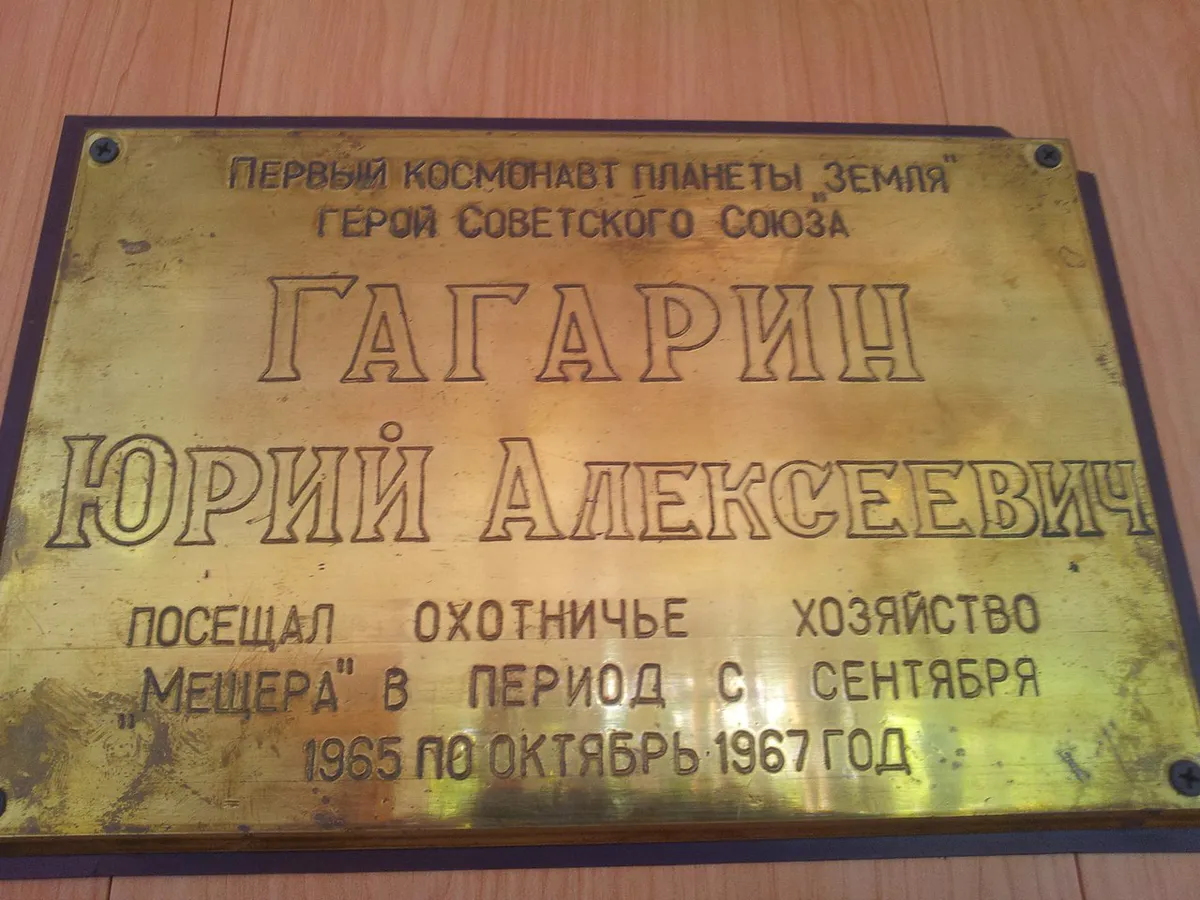 Первый космонавт планеты „Земля"
герой Советского Союза
Гагарин
Юрий Алексеевич
посещал охотничье хозяйство
„Мещера" в период с сентября
1965 по октябрь 1967 год